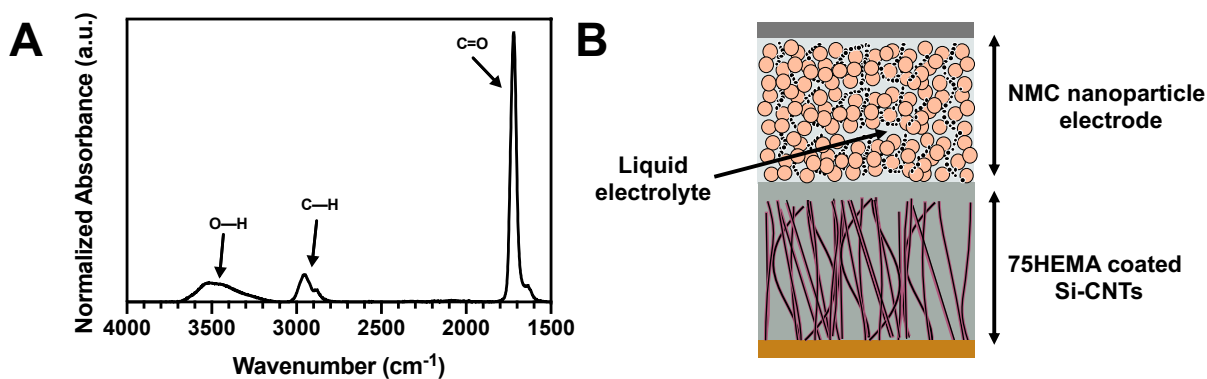 A
Normalized Absorbance (a.u.)
C=O
O—H
C—H
4000 3500 3000 2500 2000 1500
Wavenumber (cm⁻¹)
B
NMC nanoparticle
electrode
Liquid
electrolyte
75HEMA coated
Si-CNTs